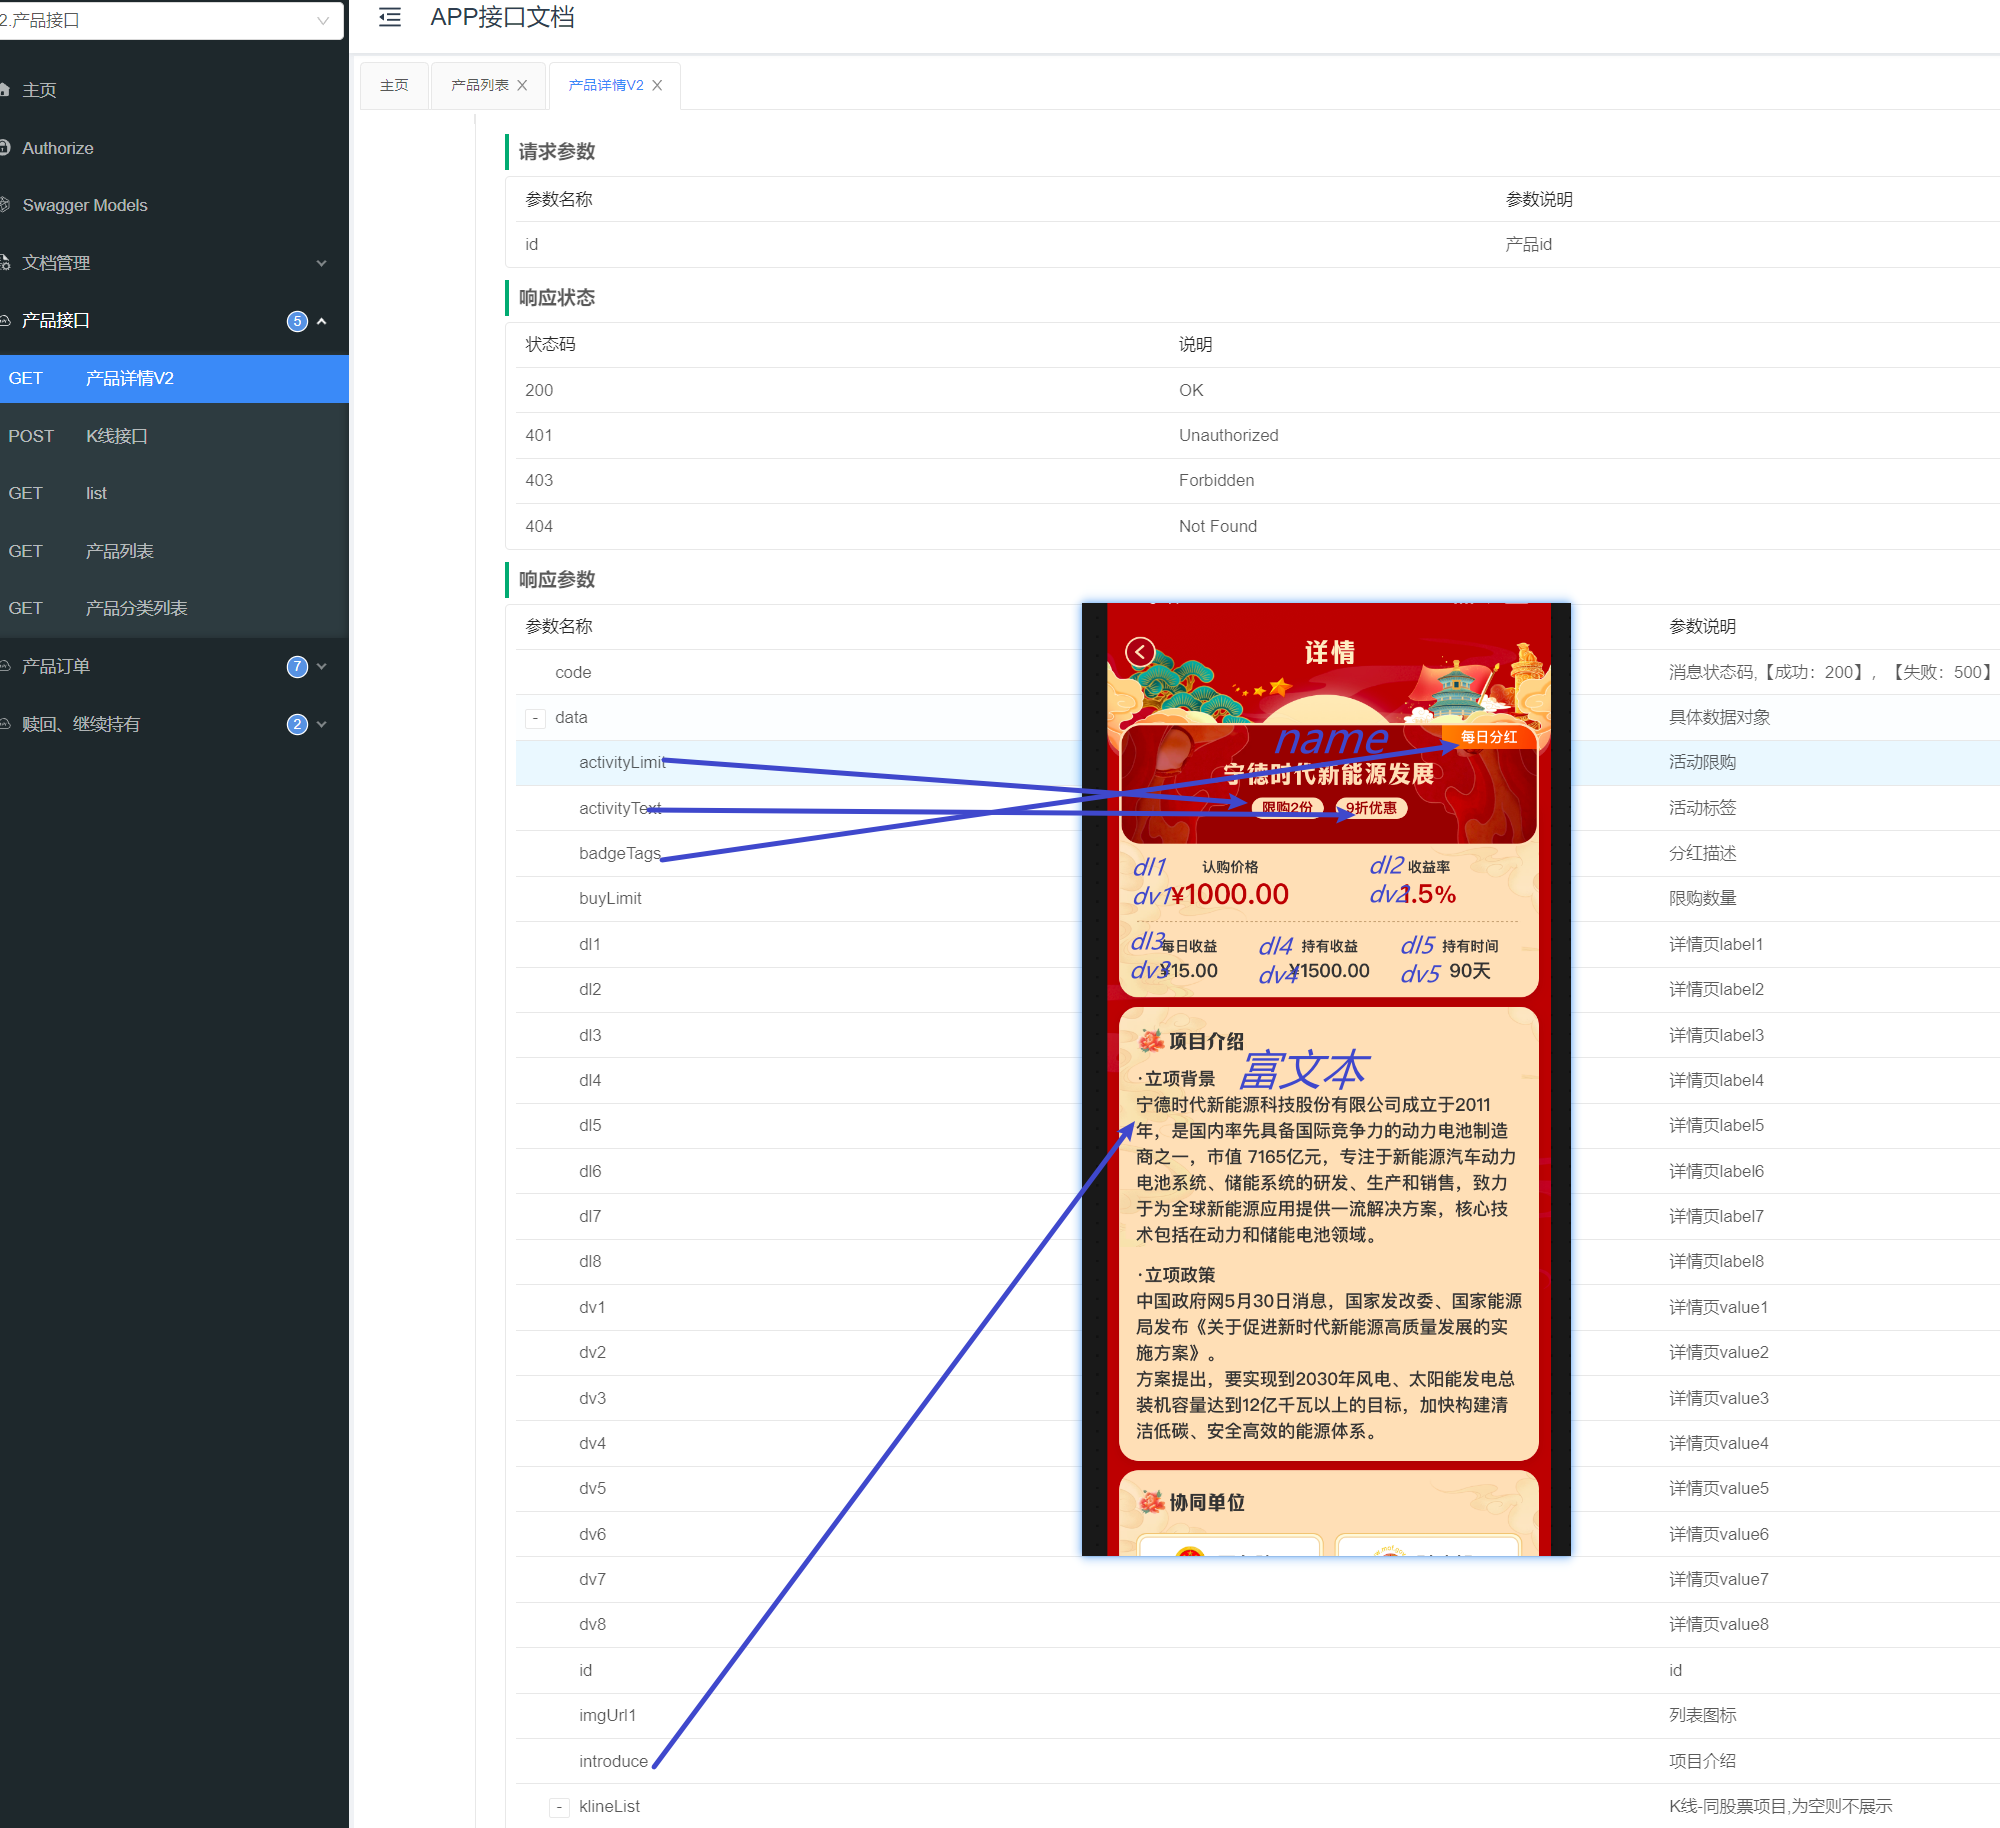 2.产品接口
APP接口文档
主页
产品列表
产品详情V2
主页
Authorize
Swagger Models
文档管理
产品接口
5
GET 产品详情V2
POST K线接口
GET list
GET 产品列表
GET 产品分类列表
产品订单
7
赎回、继续持有
2
请求参数
参数名称 参数说明
id 产品id
响应状态
状态码 说明
200 OK
401 Unauthorized
403 Forbidden
404 Not Found
响应参数
参数名称 参数说明
code 消息状态码,【成功：200】,【失败：500】
- data 具体数据对象
activityLimit 活动限购
activityText 活动标签
badgeTags 分红描述
buyLimit 限购数量
dl1 详情页label1
dl2 详情页label2
dl3 详情页label3
dl4 详情页label4
dl5 详情页label5
dl6 详情页label6
dl7 详情页label7
dl8 详情页label8
dv1 详情页value1
dv2 详情页value2
dv3 详情页value3
dv4 详情页value4
dv5 详情页value5
dv6 详情页value6
dv7 详情页value7
dv8 详情页value8
id id
imgUrl1 列表图标
introduce 项目介绍
- klineList K线-同股票项目,为空则不展示
详情
name
每日分红
宁德时代新能源发展
限购2份 9折优惠
dl1 认购价格 dl2 收益率
dv1 ¥1000.00 dv2 1.5%
dl3 每日收益 dl4 持有收益 dl5 持有时间
dv3 ¥15.00 dv4 ¥1500.00 dv5 90天
项目介绍
富文本
·立项背景
宁德时代新能源科技股份有限公司成立于2011
年，是国内率先具备国际竞争力的动力电池制造
商之一，市值 7165亿元，专注于新能源汽车动力
电池系统、储能系统的研发、生产和销售，致力
于为全球新能源应用提供一流解决方案，核心技
术包括在动力和储能电池领域。
·立项政策
中国政府网5月30日消息，国家发改委、国家能源
局发布《关于促进新时代新能源高质量发展的实
施方案》。
方案提出，要实现到2030年风电、太阳能发电总
装机容量达到12亿千瓦以上的目标，加快构建清
洁低碳、安全高效的能源体系。
协同单位